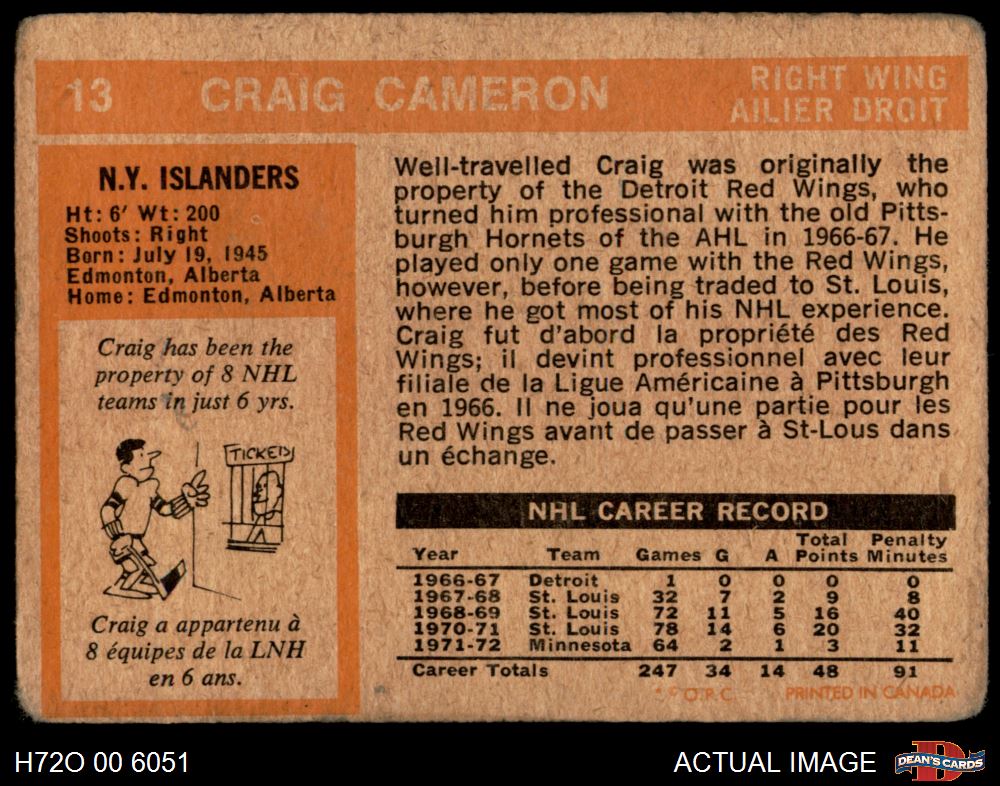 13 CRAIG CAMERON
RIGHT WING
AILIER DROIT
N.Y. ISLANDERS
Ht: 6' Wt: 200
Shoots: Right
Born: July 19, 1945
Edmonton, Alberta
Home: Edmonton, Alberta
Craig has been the
property of 8 NHL
teams in just 6 yrs.
TICKETS
Craig a appartenu à
8 équipes de la LNH
en 6 ans.
Well-travelled Craig was originally the
property of the Detroit Red Wings, who
turned him professional with the old Pitts-
burgh Hornets of the AHL in 1966-67. He
played only one game with the Red Wings,
however, before being traded to St. Louis,
where he got most of his NHL experience.
Craig fut d'abord la propriété des Red
Wings; il devint professionnel avec leur
filiale de la Ligue Américaine à Pittsburgh
en 1966. Il ne joua qu'une partie pour les
Red Wings avant de passer à St-Lous dans
un échange.
NHL CAREER RECORD
Year Team Games G A Total Points Penalty Minutes
1966-67 Detroit 1 0 0 0 0
1967-68 St. Louis 32 7 2 9 8
1968-69 St. Louis 72 11 5 16 40
1970-71 St. Louis 78 14 6 20 32
1971-72 Minnesota 64 2 1 3 11
Career Totals 247 34 14 48 91
* © O.P.C. PRINTED IN CANADA
H72O 00 6051
ACTUAL IMAGE
D
DEAN'S CARDS